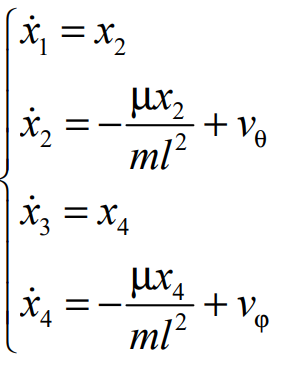 ẋ₁ = x₂
ẋ₂ = −μx₂/ml² + v_θ
ẋ₃ = x₄
ẋ₄ = −μx₄/ml² + v_φ